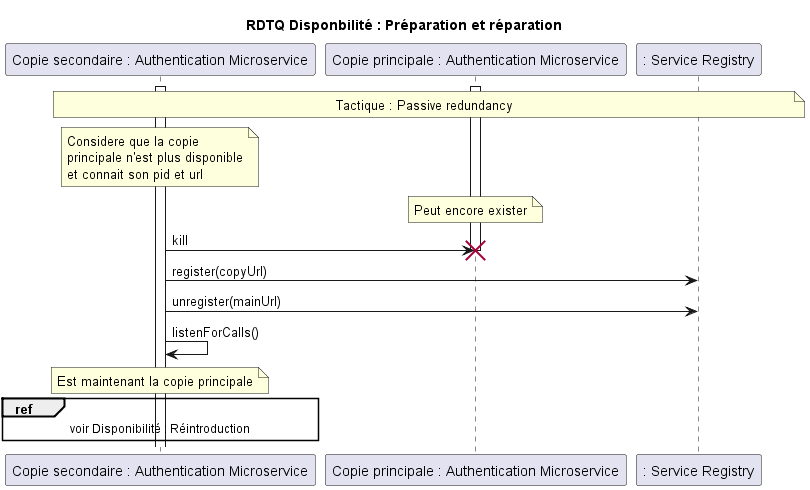 RDTQ Disponbilité : Préparation et réparation
Copie secondaire : Authentication Microservice
Copie principale : Authentication Microservice
: Service Registry
Tactique : Passive redundancy
Considere que la copie
principale n'est plus disponible
et connait son pid et url
Peut encore exister
kill
register(copyUrl)
unregister(mainUrl)
listenForCalls()
Est maintenant la copie principale
ref
voir Disponibilité : Réintroduction
Copie secondaire : Authentication Microservice
Copie principale : Authentication Microservice
: Service Registry